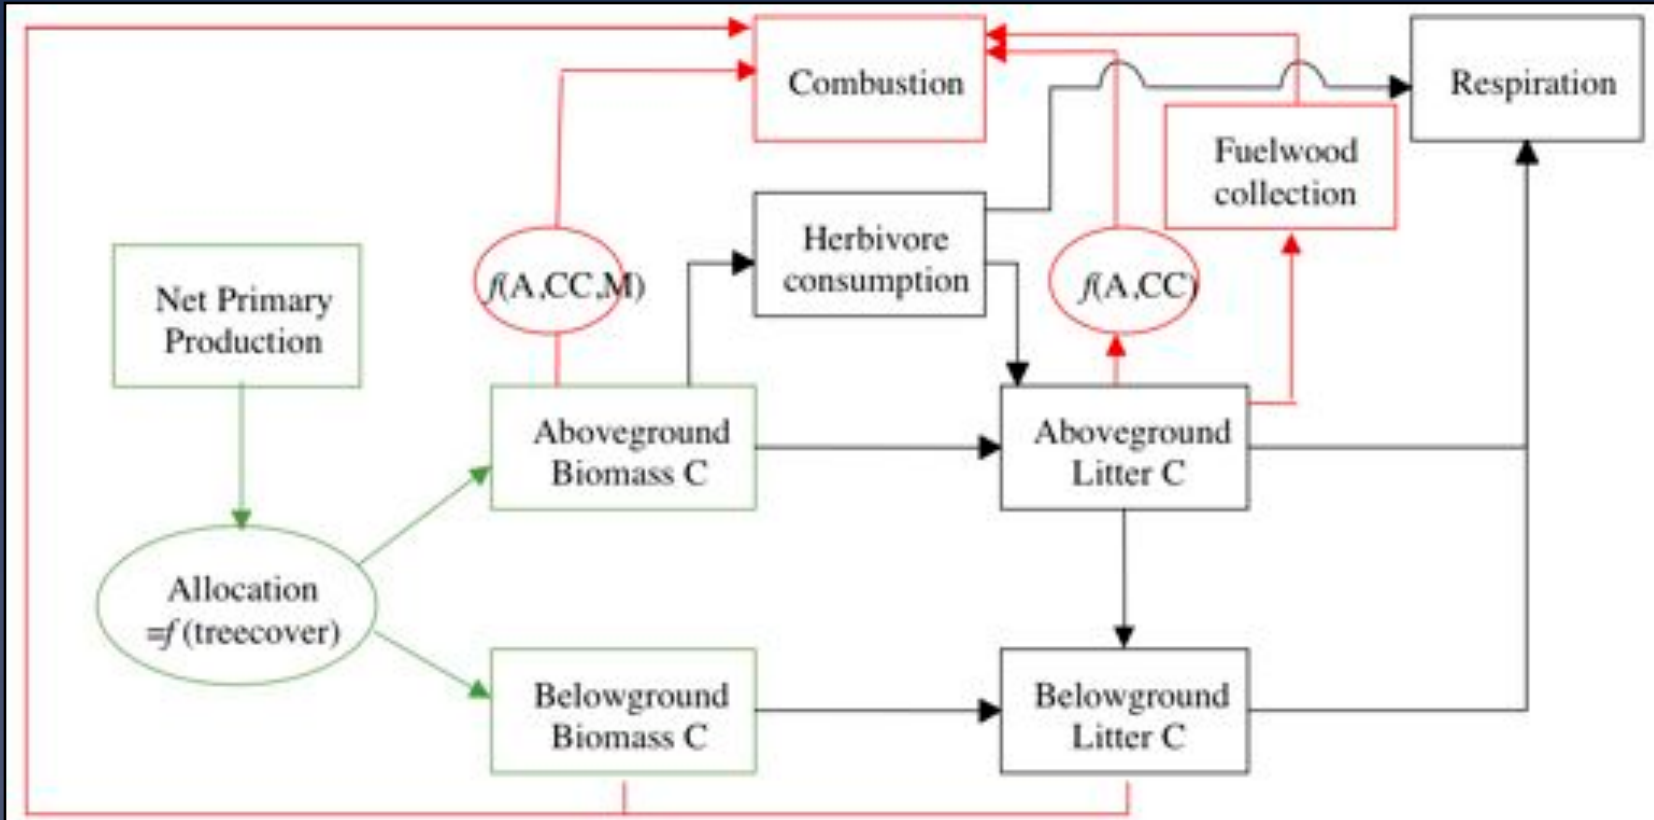 Combustion
Respiration
Fuelwood
collection
Herbivore
consumption
f(A,CC,M)
f(A,CC)
Net Primary
Production
Aboveground
Biomass C
Aboveground
Litter C
Allocation
=f (treecover)
Belowground
Biomass C
Belowground
Litter C